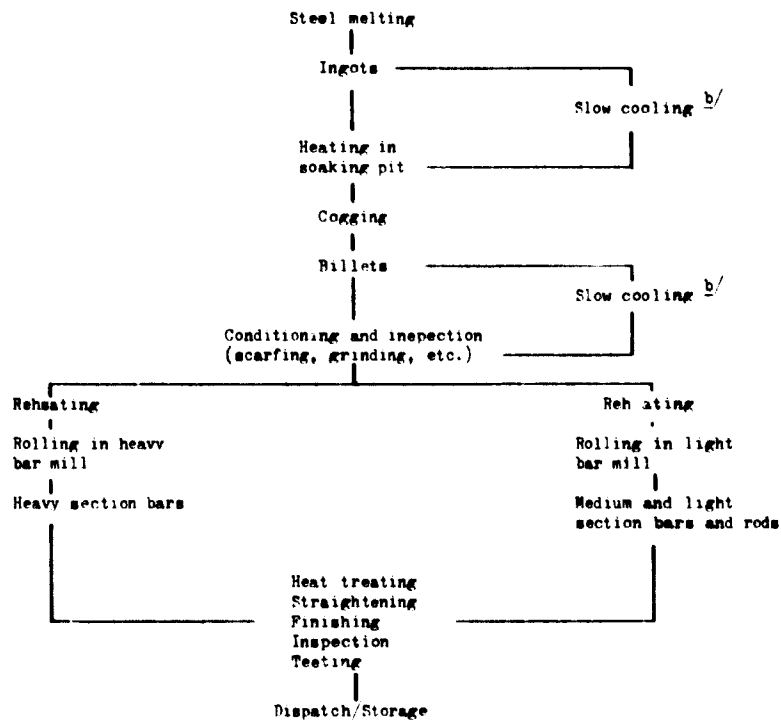 Steel melting
Ingots
Slow cooling b/
Heating in
soaking pit
Cogging
Billets
Slow cooling b/
Conditioning and inepection
(scarfing, grinding, etc.)
Rehsating
Reh ating
Rolling in heavy
bar mill
Rolling in light
bar mill
Heavy section bars
Medium and light
section bars and rods
Heat treating
Straightening
Finishing
Inspection
Teeting
Dispatch/Storage